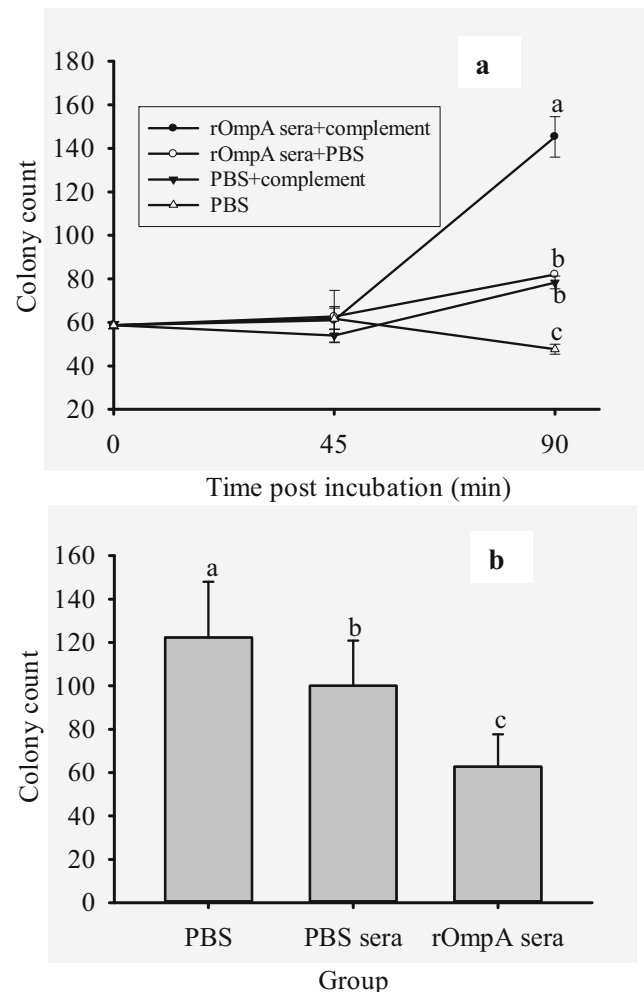 180
160
140
120
100
80
60
40
20
Colony count
a
rOmpA sera+complement
rOmpA sera+PBS
PBS+complement
PBS
a
b
b
c
0 45 90
Time post incubation (min)
160
140
120
100
80
60
40
20
0
Colony count
b
a
b
c
PBS PBS sera rOmpA sera
Group